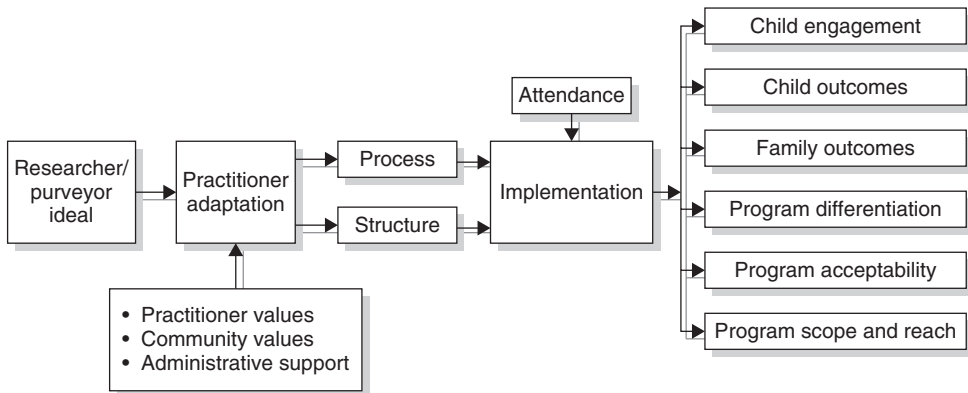 Researcher/
purveyor
ideal
Practitioner
adaptation
• Practitioner values
• Community values
• Administrative support
Process
Structure
Attendance
Implementation
Child engagement
Child outcomes
Family outcomes
Program differentiation
Program acceptability
Program scope and reach